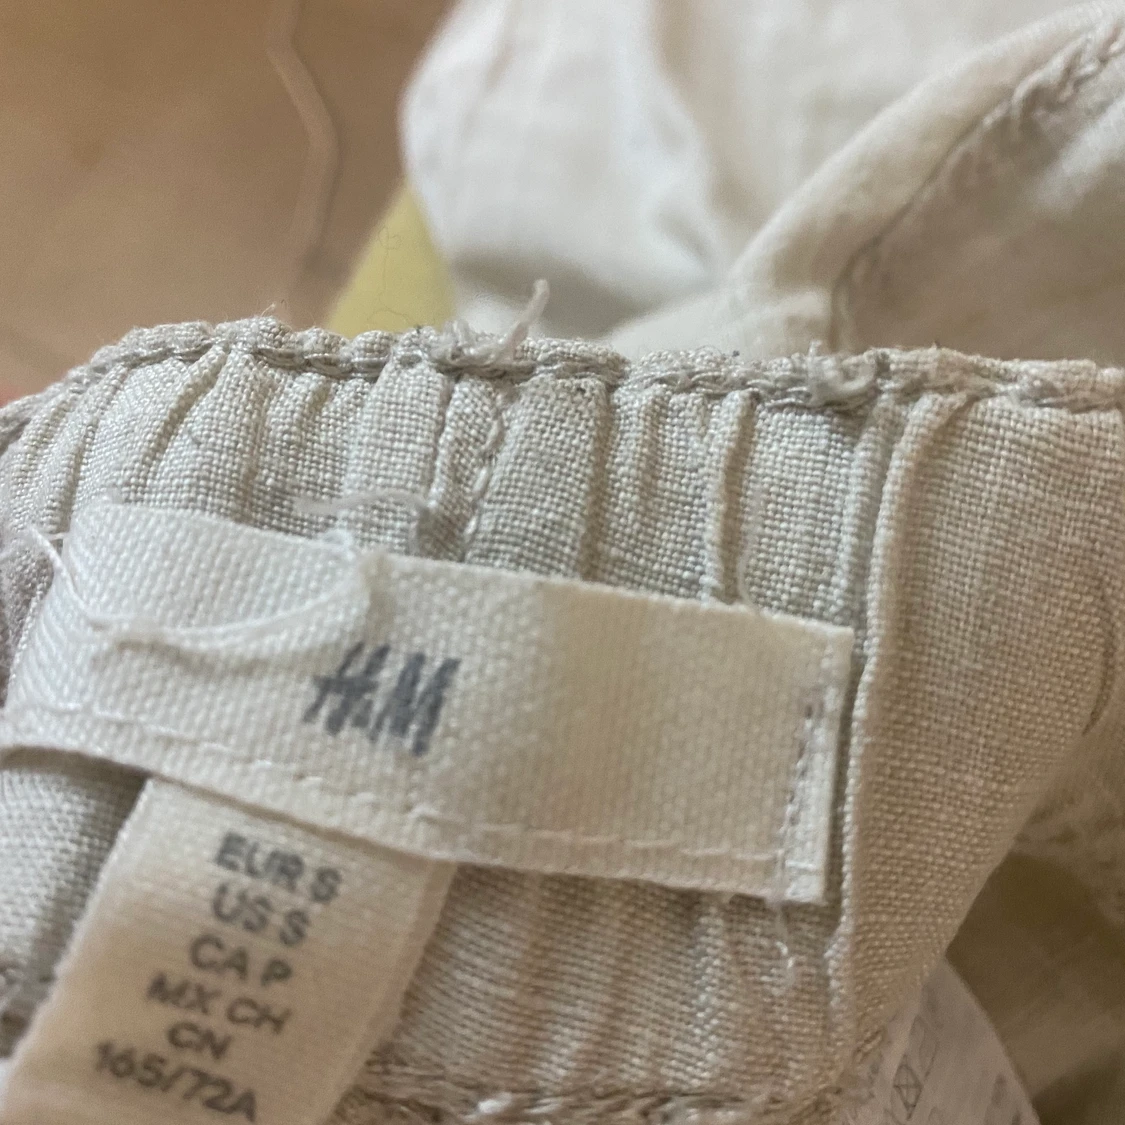 H&M
EUR S
US S
CA P
MX CH
CN
165/72A